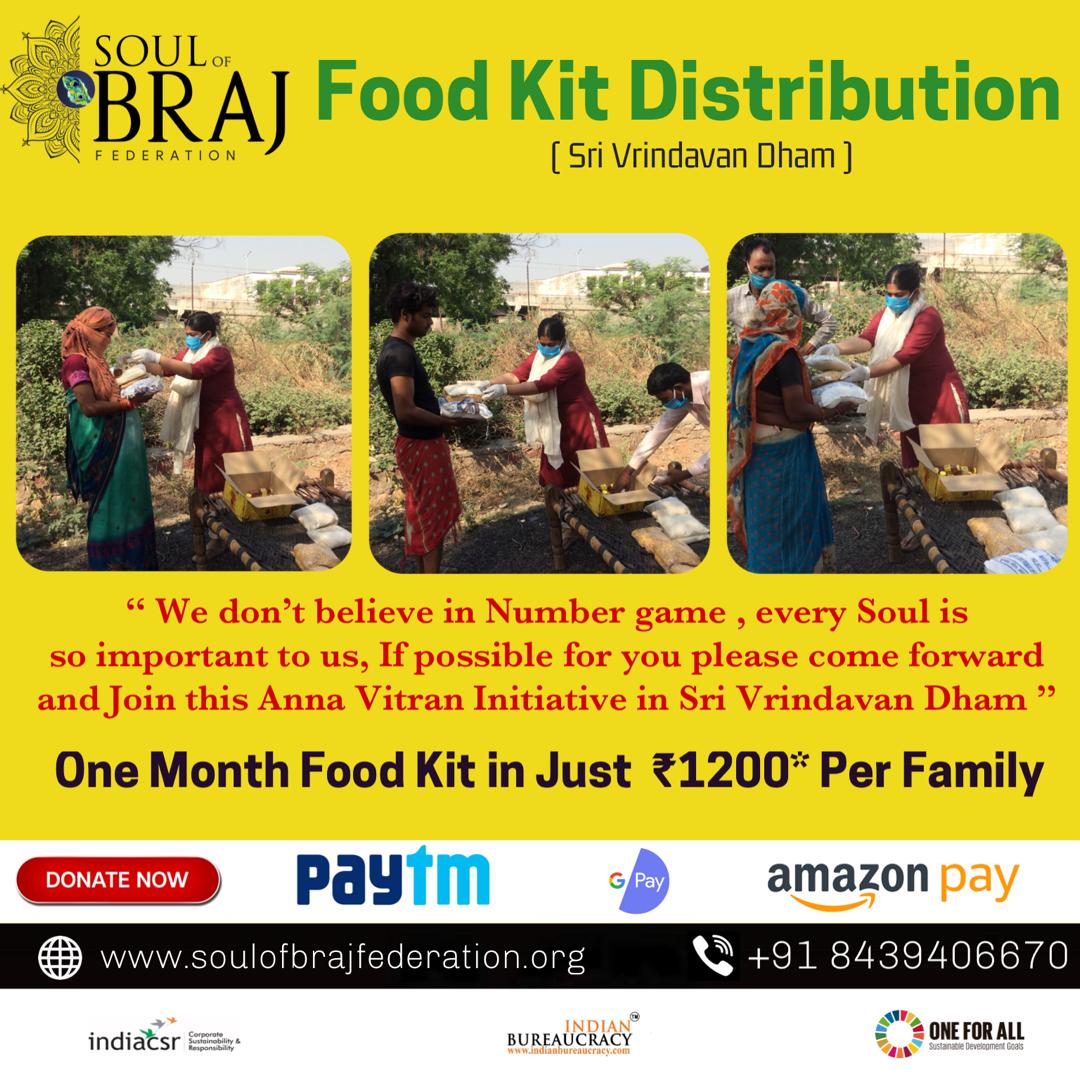 SOUL OF
BRAJ
FEDERATION
Food Kit Distribution
[ Sri Vrindavan Dham ]
“ We don’t believe in Number game , every Soul is
so important to us, If possible for you please come forward
and Join this Anna Vitran Initiative in Sri Vrindavan Dham ”
One Month Food Kit in Just ₹1200* Per Family
DONATE NOW
paytm
G Pay
amazon pay
www.soulofbrajfederation.org
+91 8439406670
indiacsr
Corporate
Sustainability &
Responsibility
INDIAN TM
BUREAUCRACY
www.indianbureaucracy.com
ONE FOR ALL
Sustainable Development Goals